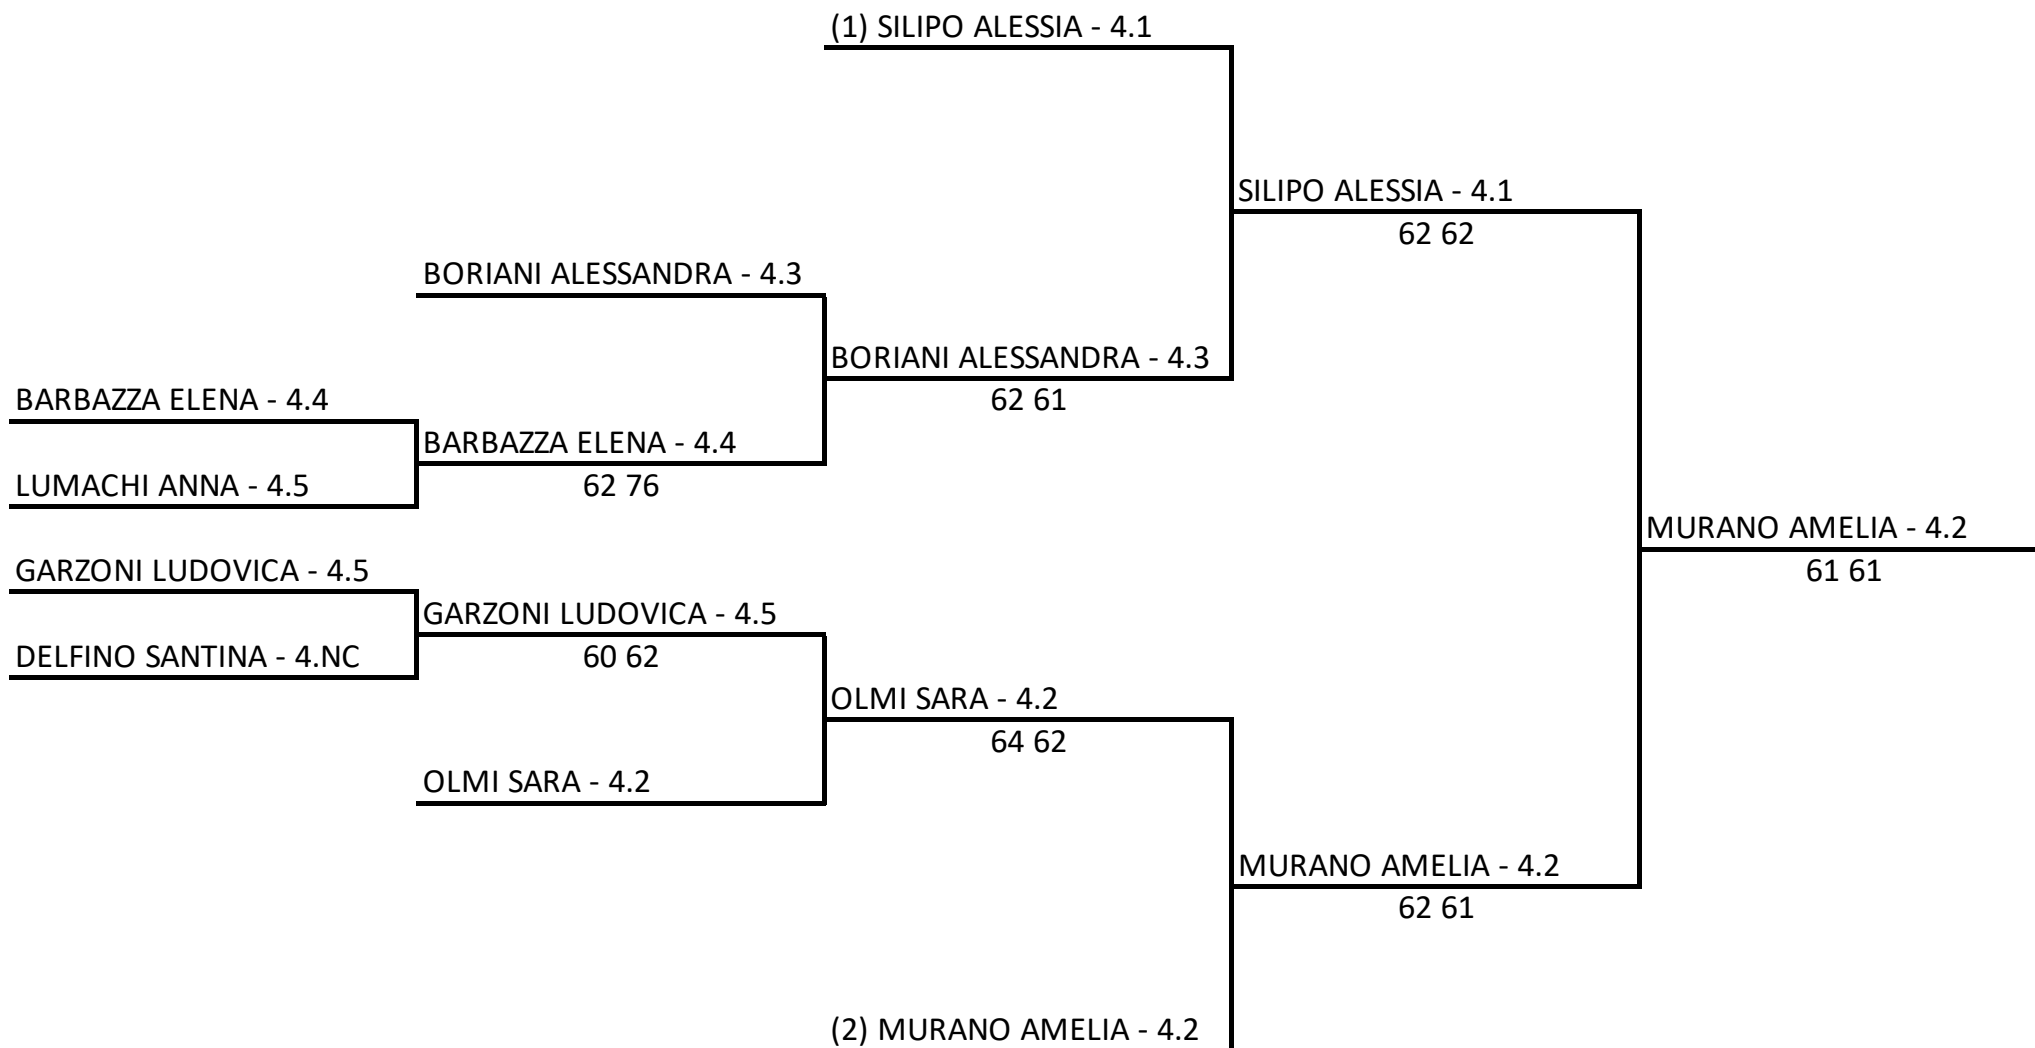 (1) SILIPO ALESSIA - 4.1
SILIPO ALESSIA - 4.1
62 62
BORIANI ALESSANDRA - 4.3
BORIANI ALESSANDRA - 4.3
62 61
BARBAZZA ELENA - 4.4
BARBAZZA ELENA - 4.4
62 76
LUMACHI ANNA - 4.5
MURANO AMELIA - 4.2
61 61
GARZONI LUDOVICA - 4.5
GARZONI LUDOVICA - 4.5
60 62
DELFINO SANTINA - 4.NC
OLMI SARA - 4.2
64 62
OLMI SARA - 4.2
MURANO AMELIA - 4.2
62 61
(2) MURANO AMELIA - 4.2